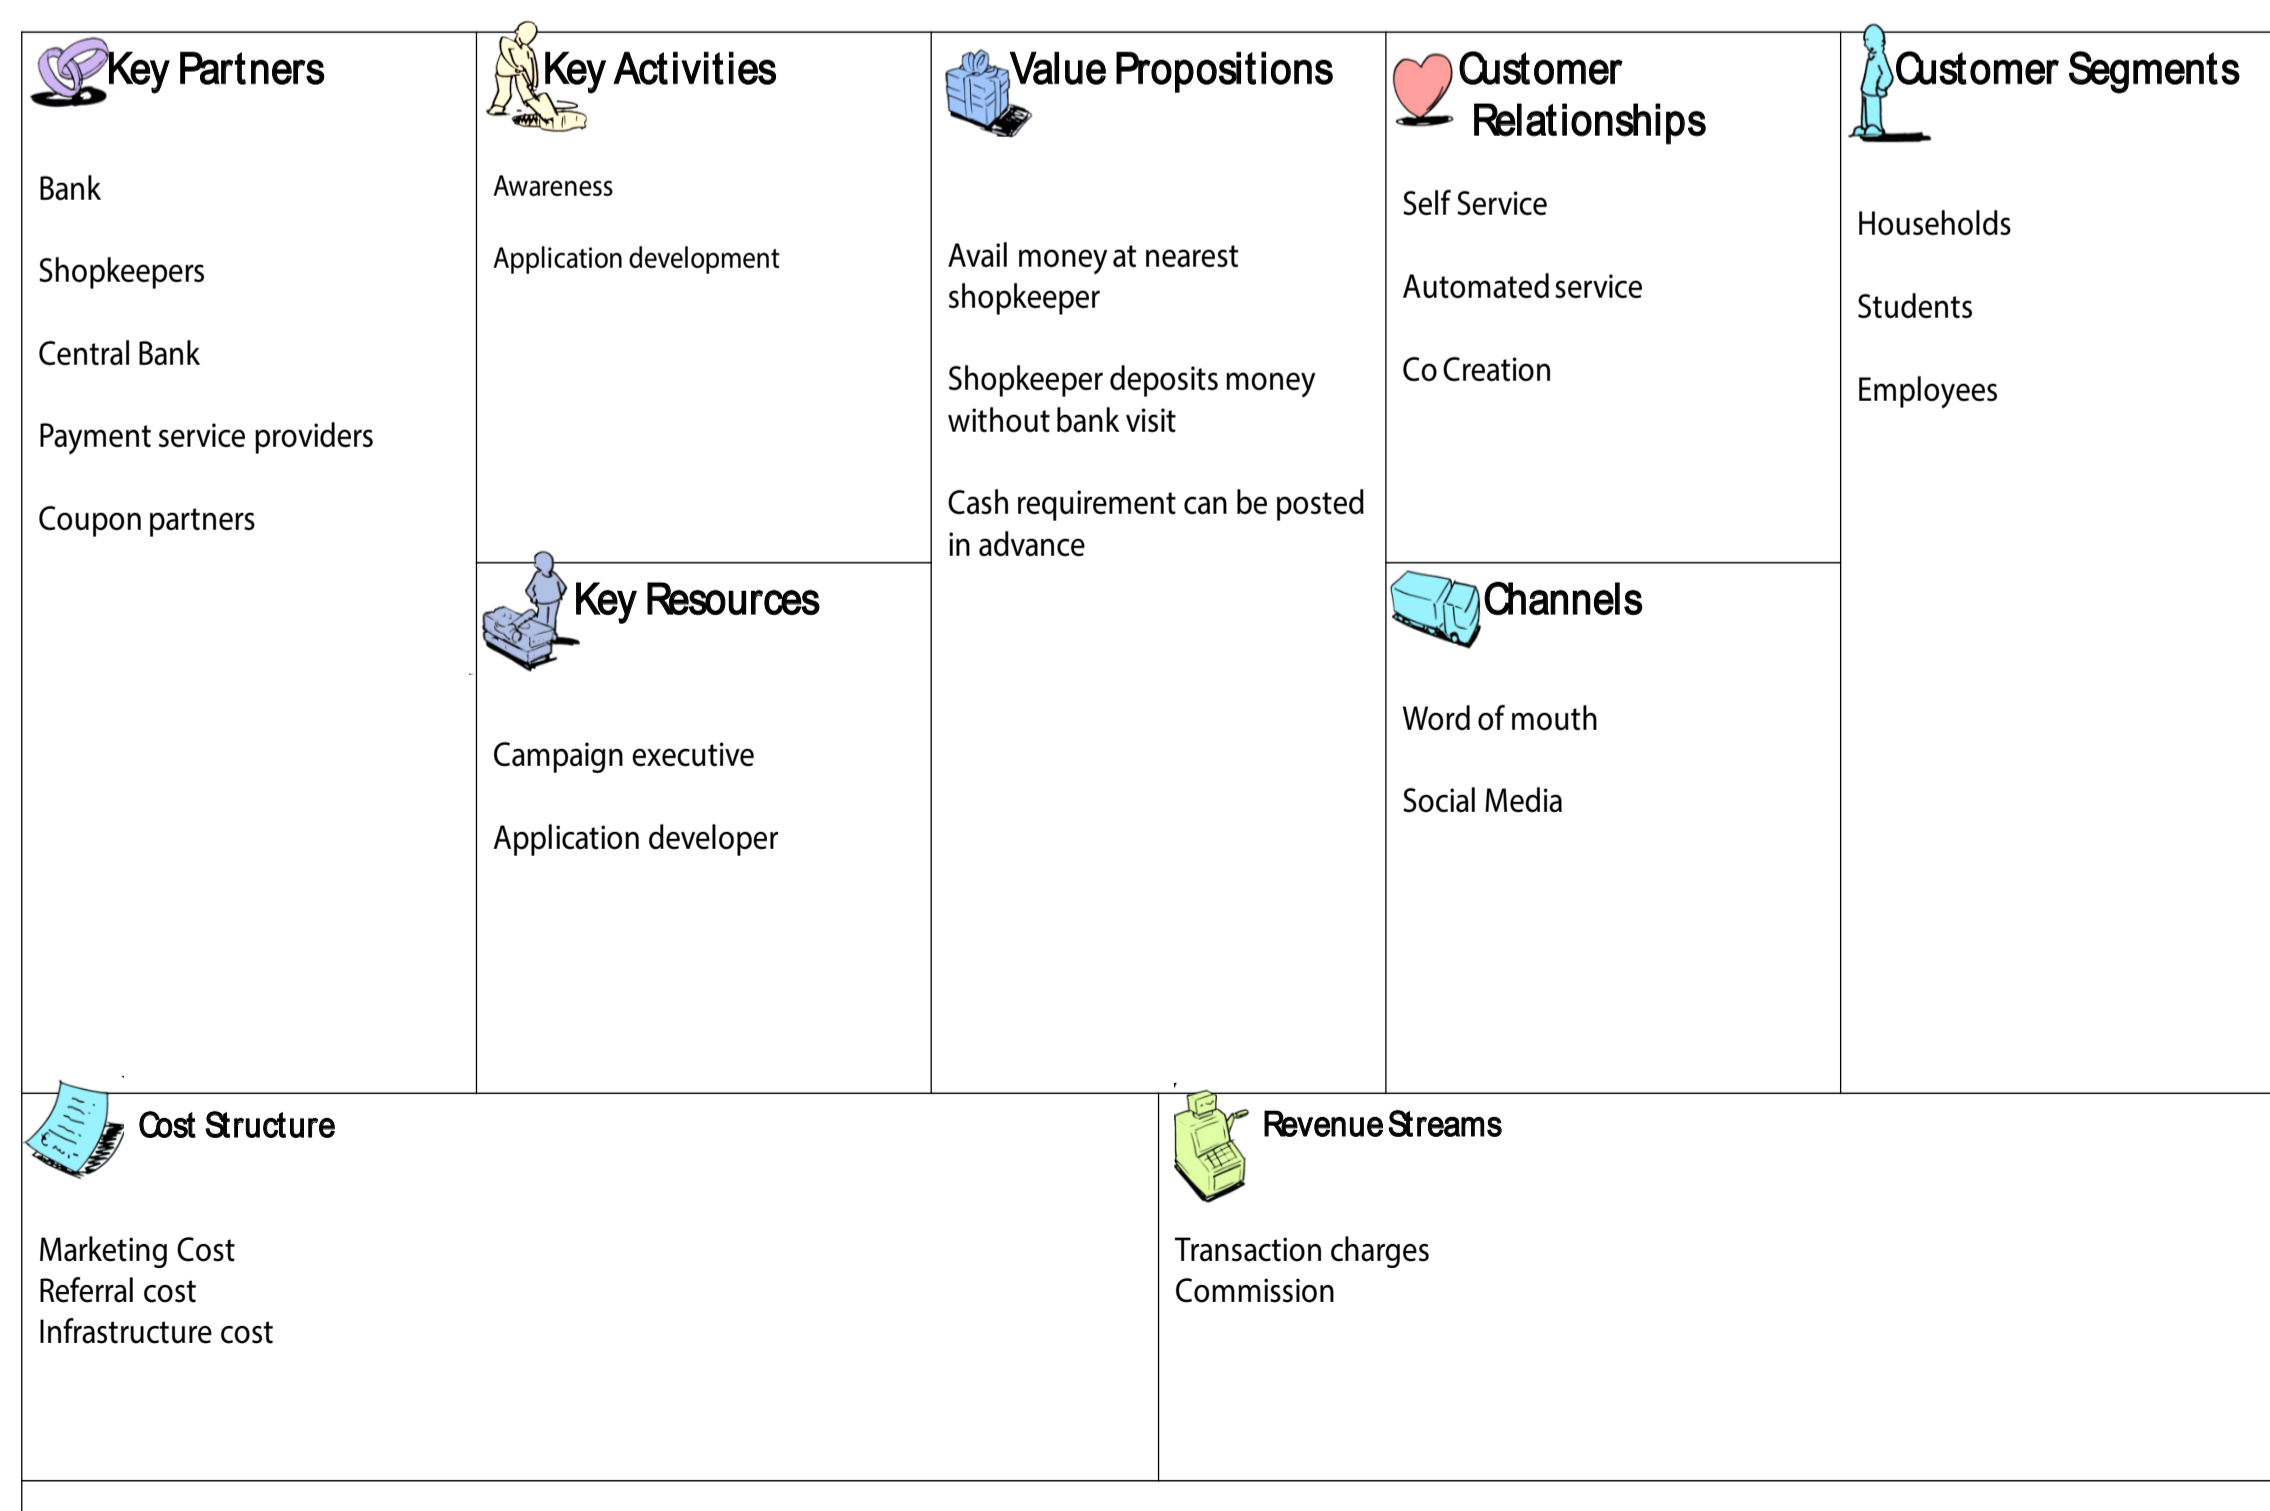 Key Partners
Bank
Shopkeepers
Central Bank
Payment service providers
Coupon partners
Key Activities
Awareness
Application development
Key Resources
Campaign executive
Application developer
Value Propositions
Avail money at nearest
shopkeeper
Shopkeeper deposits money
without bank visit
Cash requirement can be posted
in advance
Customer
Relationships
Self Service
Automated service
Co Creation
Channels
Word of mouth
Social Media
Customer Segments
Households
Students
Employees
Cost Structure
Marketing Cost
Referral cost
Infrastructure cost
Revenue Streams
Transaction charges
Commission